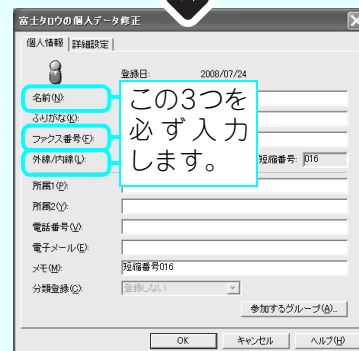 富士タロウの個人データ修正
個人情報 詳細設定
登録日: 2008/07/24
名前(N):
ふりがな(K):
ファクス番号(F):
外線/内線(L):
短縮番号: 016
この3つを
必ず入力
します。
所属1(P):
所属2(Y):
電話番号(V):
電子メール(E):
メモ(M): 短縮番号016
分類登録(C): 登録しない
参加するグループ(A)...
OK キャンセル ヘルプ(H)